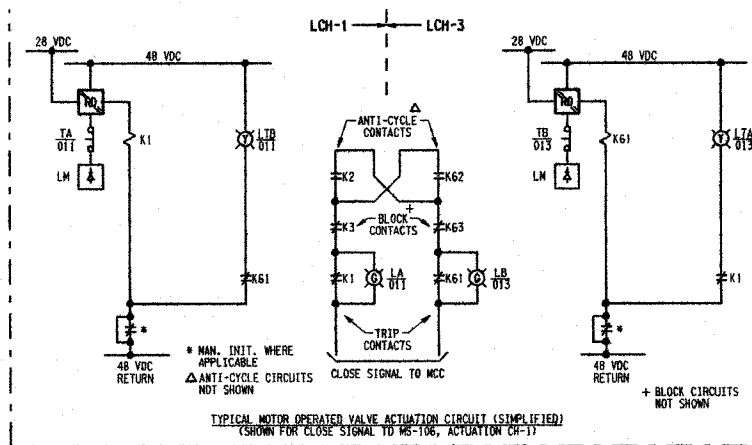 LCH-1 LCH-3
28 VDC
48 VDC
RD
TA
011
K1
LTB
011
Y
LM
K61
*
48 VDC
RETURN
* MAN. INIT. WHERE
APPLICABLE
△ ANTI-CYCLE CIRCUITS
NOT SHOWN
△
ANTI-CYCLE
CONTACTS
K2
K62
+
BLOCK
CONTACTS
K3
K63
K1
G
LA
011
K61
G
LB
013
TRIP
CONTACTS
CLOSE SIGNAL TO MCC
28 VDC
48 VDC
RD
TB
013
K61
LTA
013
Y
LM
K1
*
48 VDC
RETURN
+ BLOCK CIRCUITS
NOT SHOWN
TYPICAL MOTOR OPERATED VALVE ACTUATION CIRCUIT (SIMPLIFIED)
(SHOWN FOR CLOSE SIGNAL TO MS-106, ACTUATION CH-1)